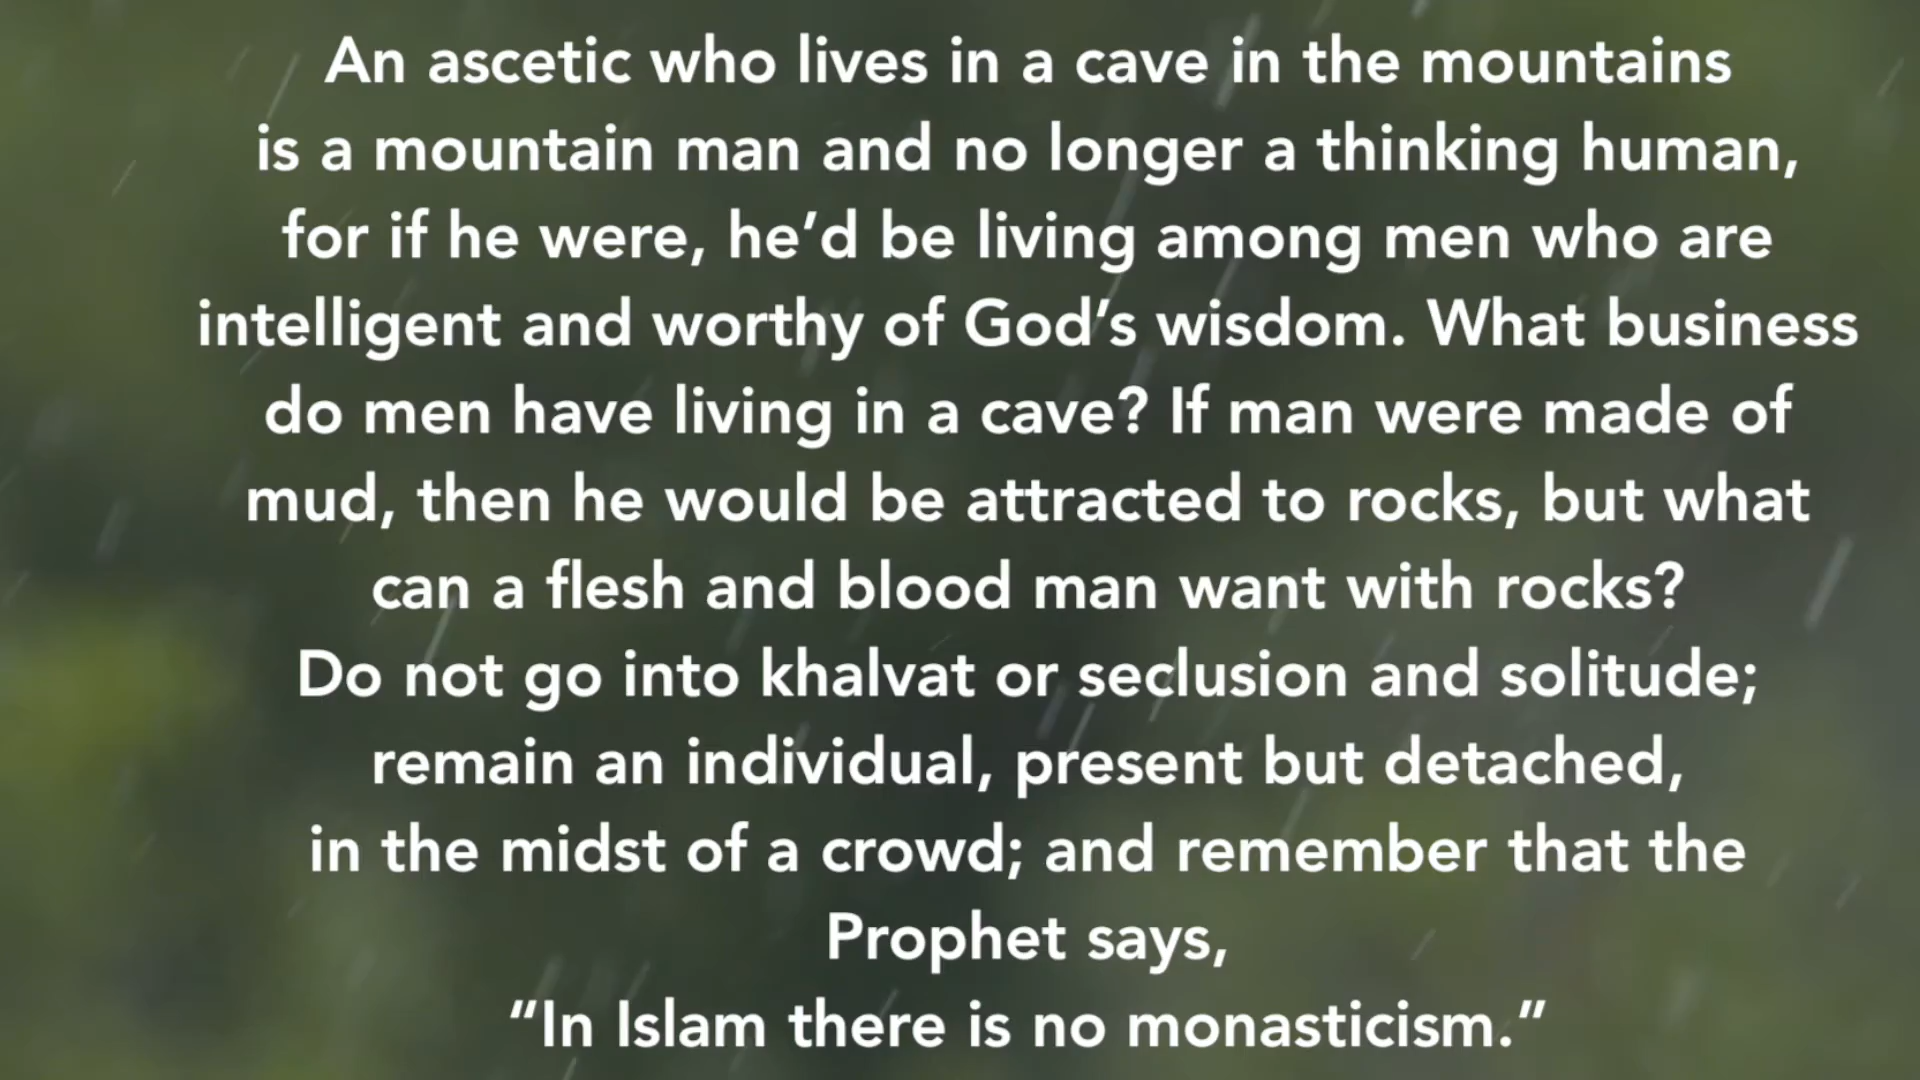 An ascetic who lives in a cave in the mountains
is a mountain man and no longer a thinking human,
for if he were, he’d be living among men who are
intelligent and worthy of God’s wisdom. What business
do men have living in a cave? If man were made of
mud, then he would be attracted to rocks, but what
can a flesh and blood man want with rocks?
Do not go into khalvat or seclusion and solitude;
remain an individual, present but detached,
in the midst of a crowd; and remember that the
Prophet says,
“In Islam there is no monasticism.”